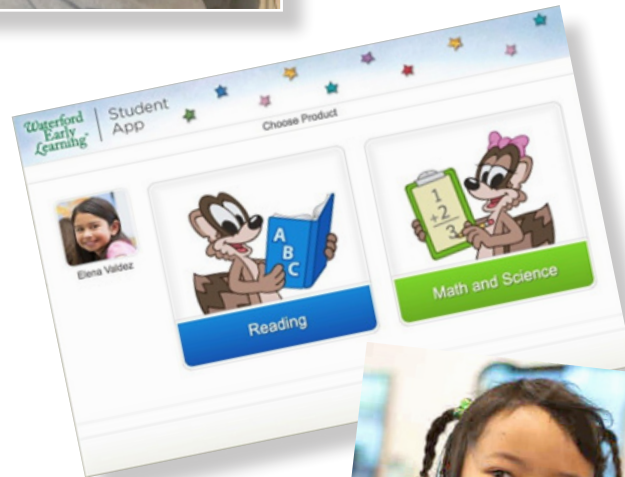 Waterford
Early
Learning
Student
App
Choose Product
Elena Valdez
A
B
C
Reading
1
+2
3
Math and Science